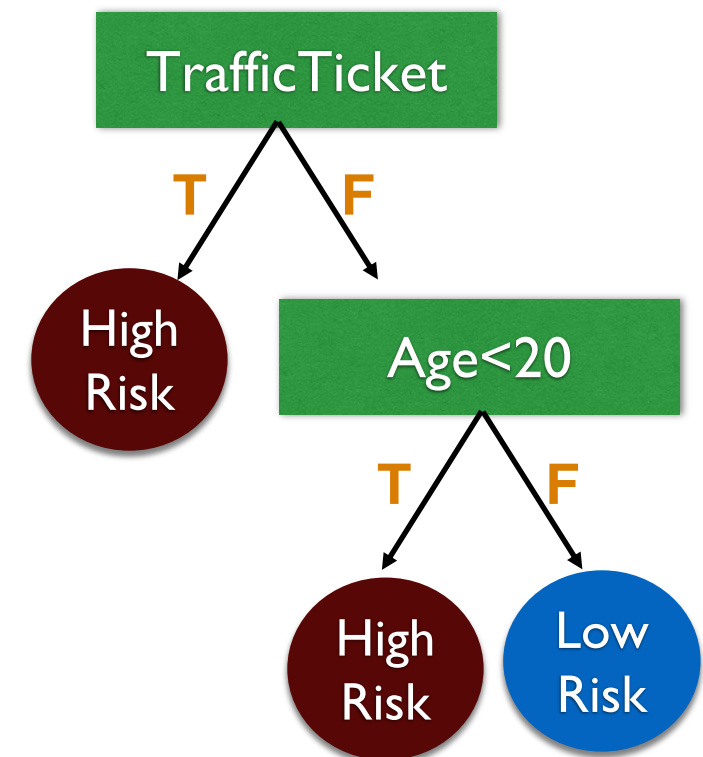 TrafficTicket
T
F
High
Risk
Age<20
T
F
High
Risk
Low
Risk